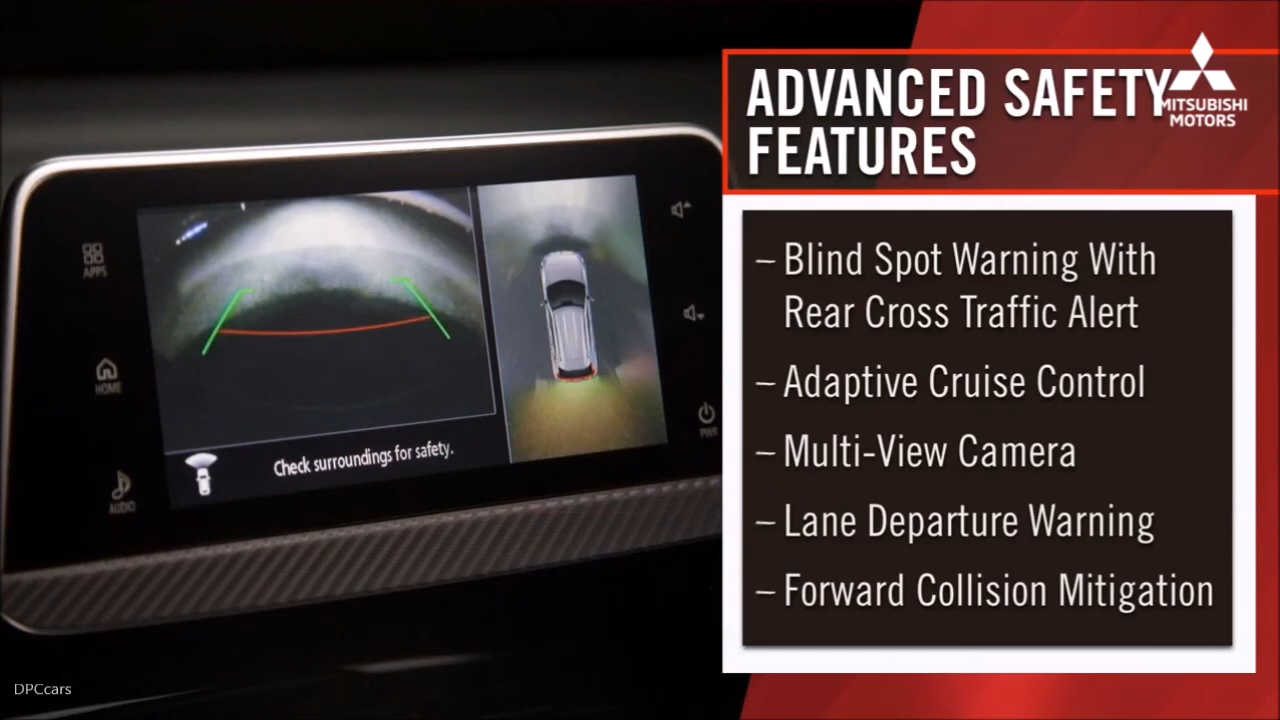 ADVANCED SAFETY
FEATURES
MITSUBISHI
MOTORS
– Blind Spot Warning With
Rear Cross Traffic Alert
– Adaptive Cruise Control
– Multi-View Camera
– Lane Departure Warning
– Forward Collision Mitigation
APPS
HOME
AUDIO
PWR
Check surroundings for safety.
DPCcars